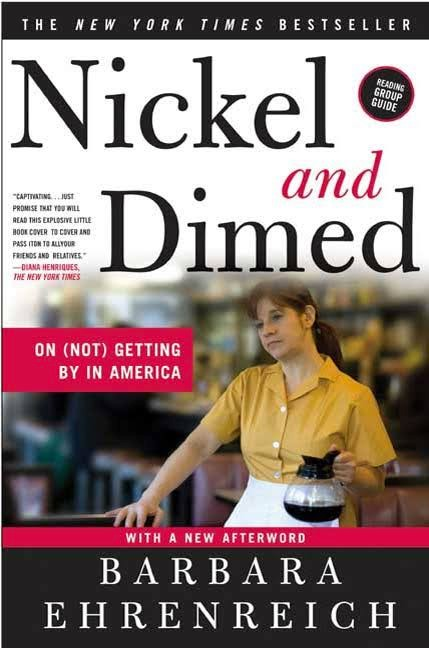 THE NEW YORK TIMES BESTSELLER
Nickel
READING
GROUP
GUIDE
and
Dimed
"CAPTIVATING. . . JUST
PROMISE THAT YOU WILL
READ THIS EXPLOSIVE LITTLE
BOOK COVER TO COVER AND
PASS ITON TO ALLYOUR
FRIENDS AND RELATIVES."
—DIANA HENRIQUES,
THE NEW YORK TIMES
ON (NOT) GETTING
BY IN AMERICA
WITH A NEW AFTERWORD
BARBARA
EHRENREICH